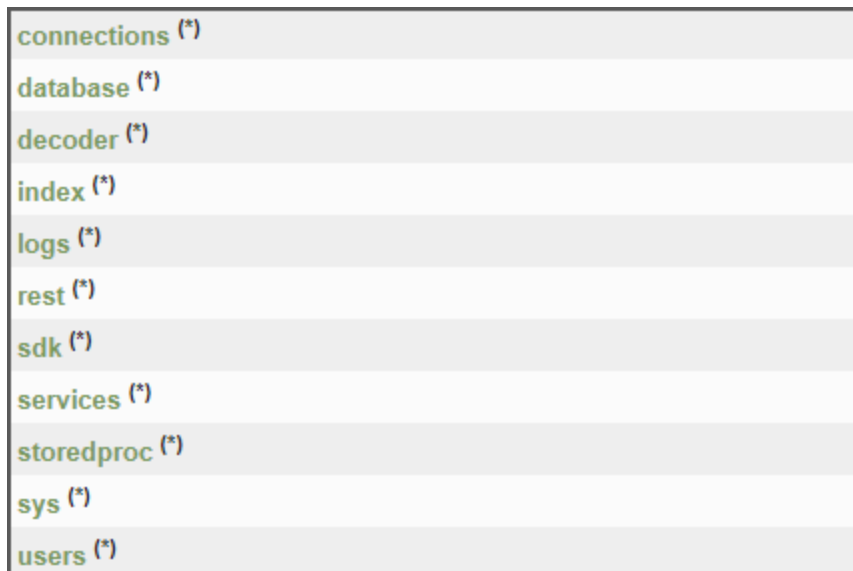 connections (*)
database (*)
decoder (*)
index (*)
logs (*)
rest (*)
sdk (*)
services (*)
storedproc (*)
sys (*)
users (*)